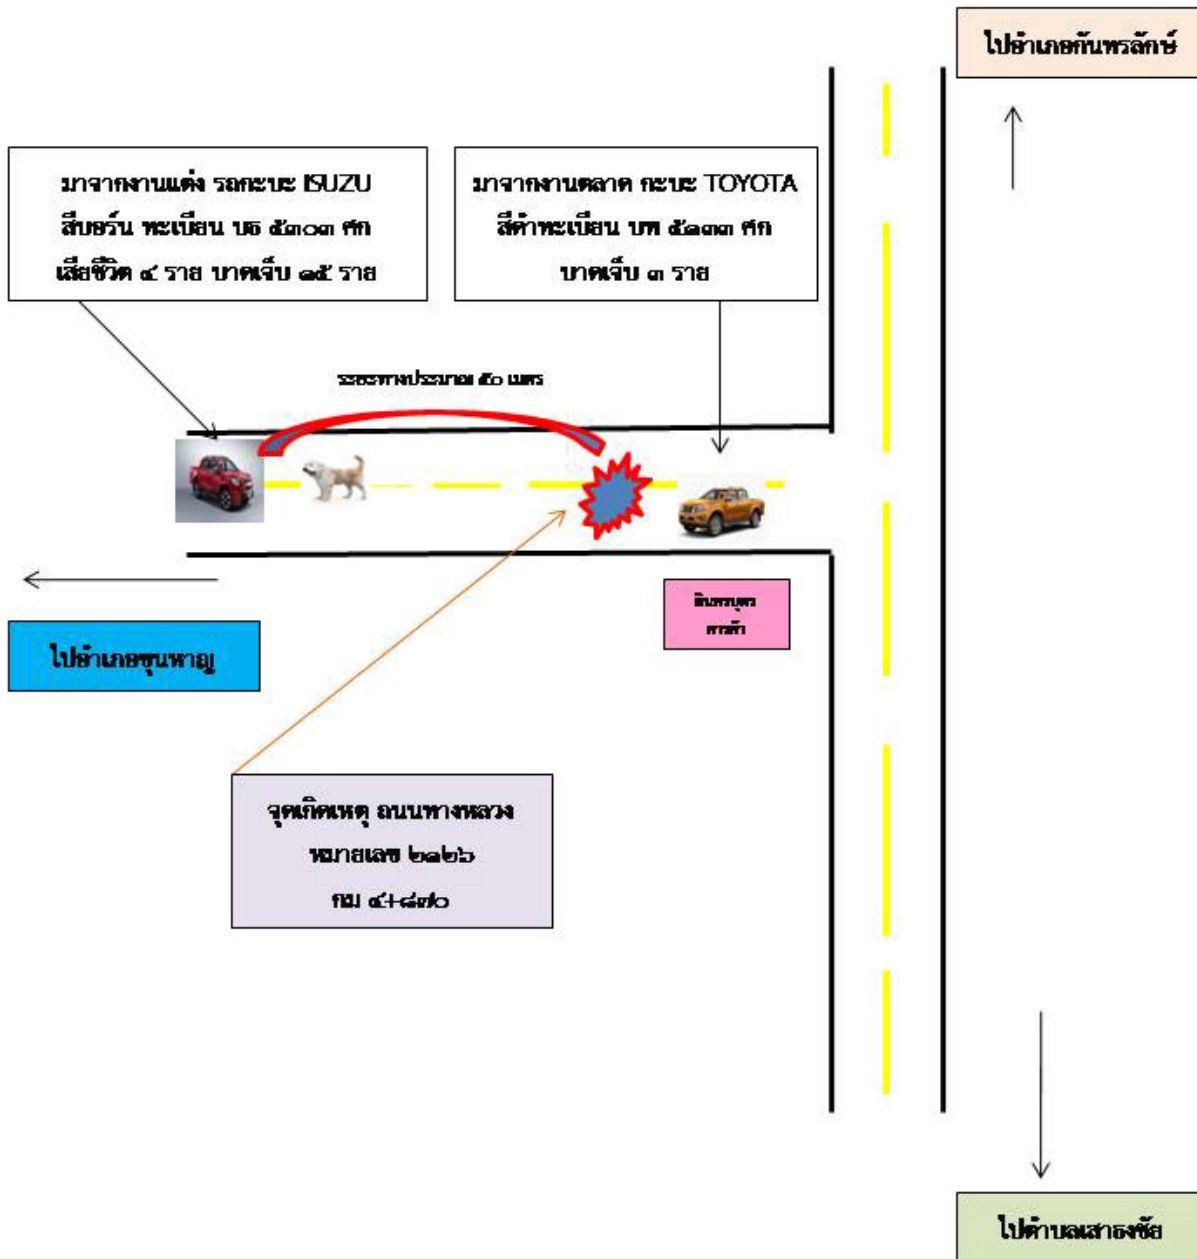 ไปอำเภอกันทรลักษ์
มาจากงานแต่ง รถกะบะ ISUZU
สีบรอร์น ทะเบียน บธ ๕๓๐๓ ศก
เสียชีวิต ๔ ราย บาดเจ็บ ๑๕ ราย
มาจากงานตลาด กะบะ TOYOTA
สีดำทะเบียน บพ ๕๑๓๓ ศก
บาดเจ็บ ๓ ราย
ระยะทางประมาณ ๕๐ เมตร
การค้า
ไปอำเภอขุนหาญ
จุดเกิดเหตุ ถนนทางหลวง
หมายเลข ๒๑๒๖
กม ๔+๘๗๐
ไปตำบลเสาธงชัย